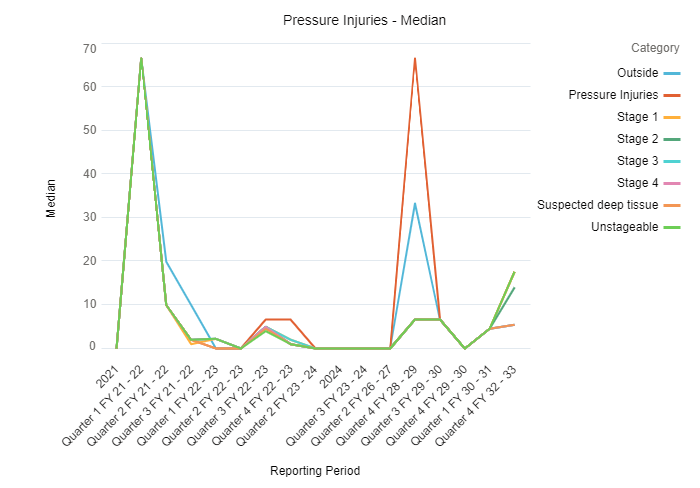 Pressure Injuries - Median
Category
Outside
Pressure Injuries
Stage 1
Stage 2
Stage 3
Stage 4
Suspected deep tissue
Unstageable
Median
70
60
50
40
30
20
10
0
2021
Quarter 1 FY 21 - 22
Quarter 2 FY 21 - 22
Quarter 3 FY 21 - 22
Quarter 1 FY 22 - 23
Quarter 2 FY 22 - 23
Quarter 3 FY 22 - 23
Quarter 4 FY 22 - 23
Quarter 2 FY 23 - 24
2024
Quarter 3 FY 23 - 24
Quarter 2 FY 26 - 27
Quarter 4 FY 28 - 29
Quarter 3 FY 29 - 30
Quarter 4 FY 29 - 30
Quarter 1 FY 30 - 31
Quarter 4 FY 32 - 33
Reporting Period